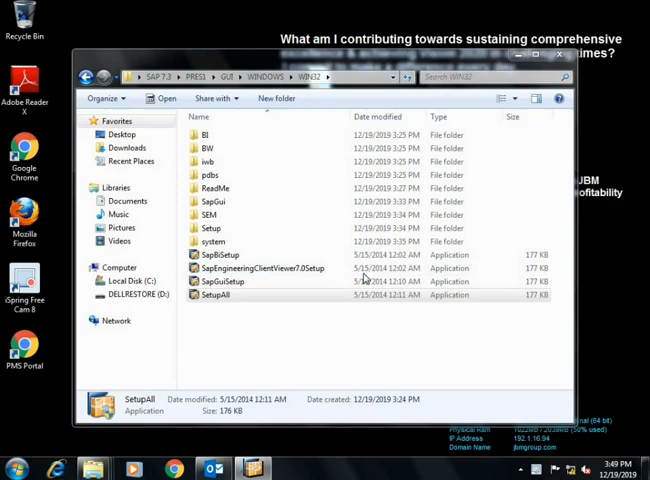 Recycle Bin
What am I contributing towards sustaining comprehensive
times?
JBM
fitability
Adobe Reader
X
Google
Chrome
Mozilla
Firefox
iSpring Free
Cam 8
PMS Portal
SAP 7.3 ▸ PRES1 ▸ GUI ▸ WINDOWS ▸ WIN32 ▸
Search WIN32
Organize Open Share with New folder
Favorites
Desktop
Downloads
Recent Places
Libraries
Documents
Music
Pictures
Videos
Computer
Local Disk (C:)
DELLRESTORE (D:)
Network
Name Date modified Type Size
BI 12/19/2019 3:25 PM File folder
BW 12/19/2019 3:25 PM File folder
iwb 12/19/2019 3:25 PM File folder
pdbs 12/19/2019 3:25 PM File folder
ReadMe 12/19/2019 3:27 PM File folder
SapGui 12/19/2019 3:33 PM File folder
SEM 12/19/2019 3:34 PM File folder
Setup 12/19/2019 3:34 PM File folder
system 12/19/2019 3:25 PM File folder
SapBiSetup 5/15/2014 12:02 AM Application 177 KB
SapEngineeringClientViewer7.0Setup 5/15/2014 12:02 AM Application 177 KB
SapGuiSetup 5/15/2014 12:10 AM Application 177 KB
SetupAll 5/15/2014 12:11 AM Application 177 KB
SetupAll Date modified: 5/15/2014 12:11 AM Date created: 12/19/2019 3:24 PM
Application Size: 176 KB
nal (64 bit)
Physical Ram
IP Address 192.1.16.94
Domain Name jbmgroup.com
3:49 PM
12/19/2019